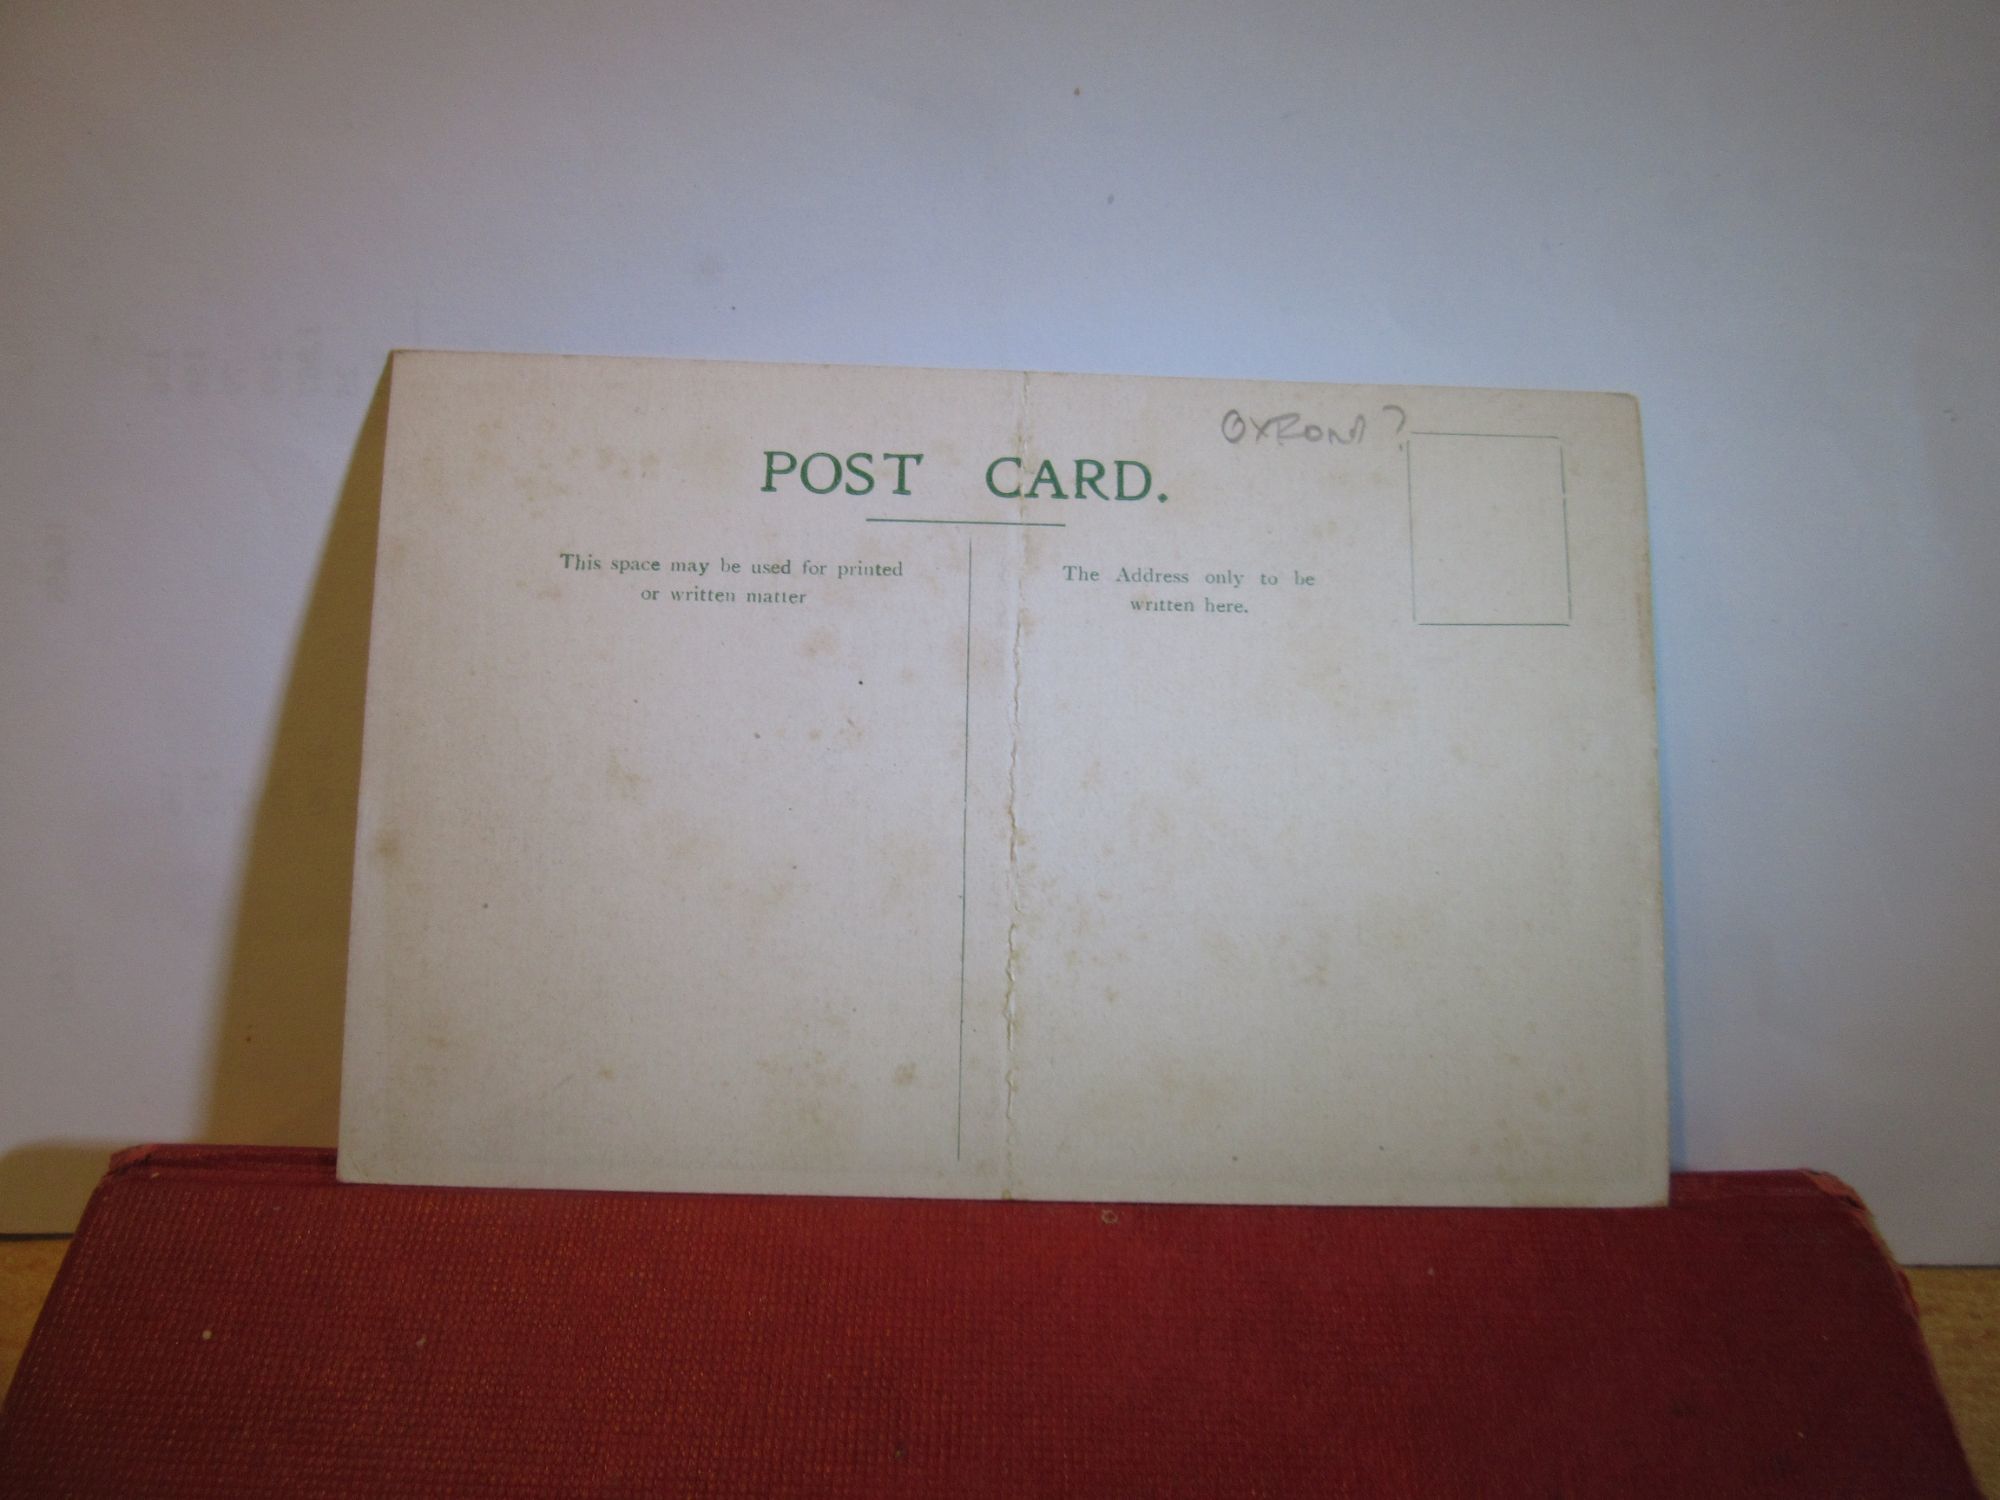 OXFORD ?
POST CARD.
This space may be used for printed
or written matter
The Address only to be
written here.